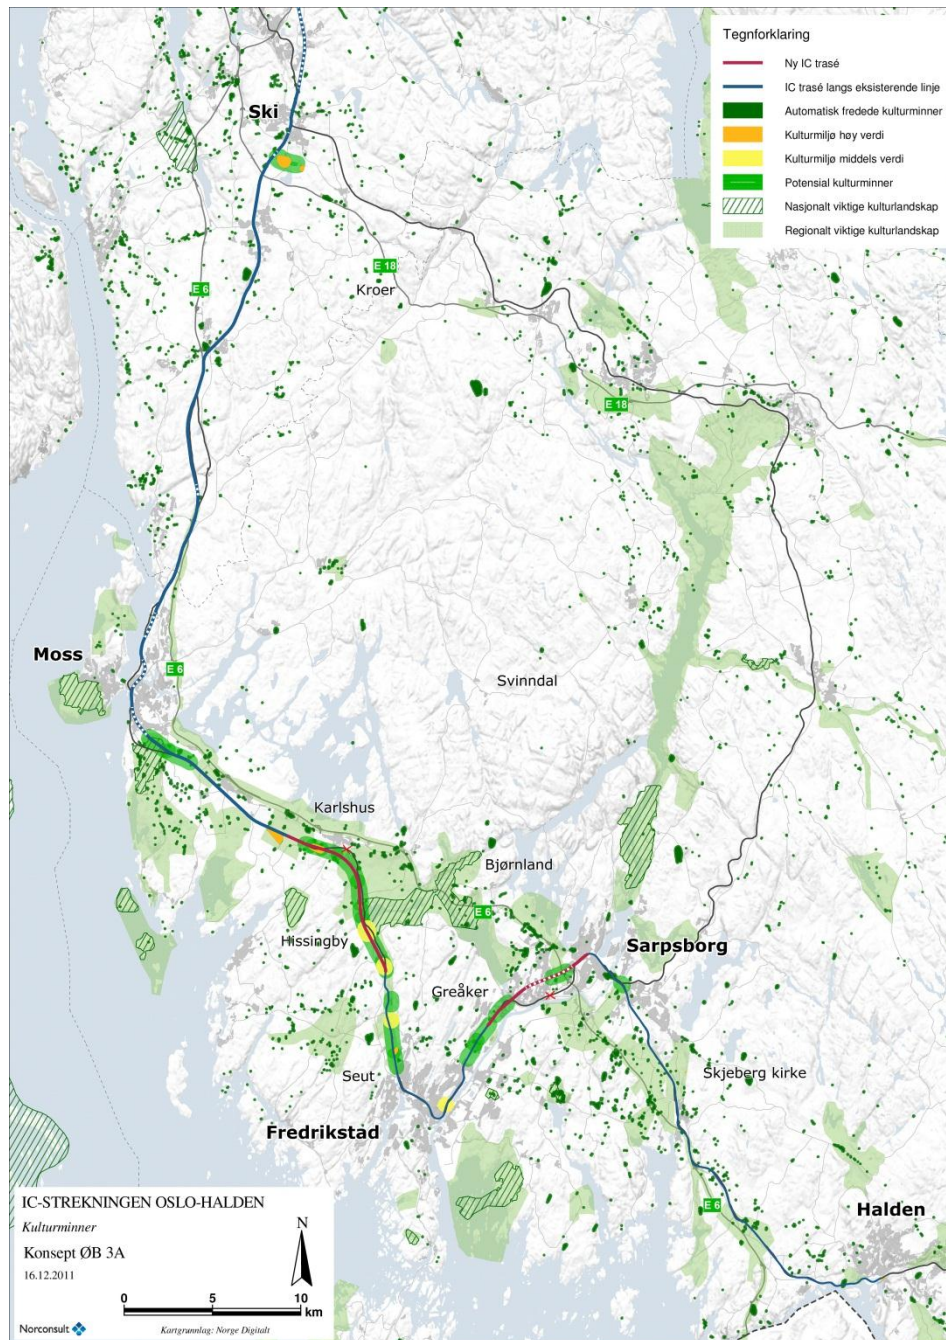 Tegnforklaring
Ny IC trasé
IC trasé langs eksisterende linje
Automatisk fredede kulturminner
Kulturmiljø høy verdi
Kulturmiljø middels verdi
Potensial kulturminner
Nasjonalt viktige kulturlandskap
Regionalt viktige kulturlandskap
Ski
E 18
E 6
Kroer
E 18
Moss
E 6
Svinndal
Karlshus
Bjørnland
E 6
Hissingby
Sarpsborg
Greåker
Seut
Skjeberg kirke
Fredrikstad
E 6
Halden
IC-STREKNINGEN OSLO-HALDEN
Kulturminner
Konsept ØB 3A
16.12.2011
N
0 5 10
km
Norconsult
Kartgrunnlag: Norge Digitalt